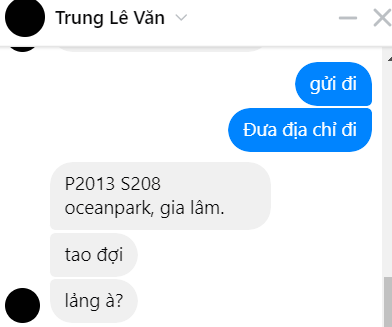 Trung Lê Văn
gửi đi
Đưa địa chỉ đi
P2013 S208
oceanpark, gia lâm.
tao đợi
lảng à?